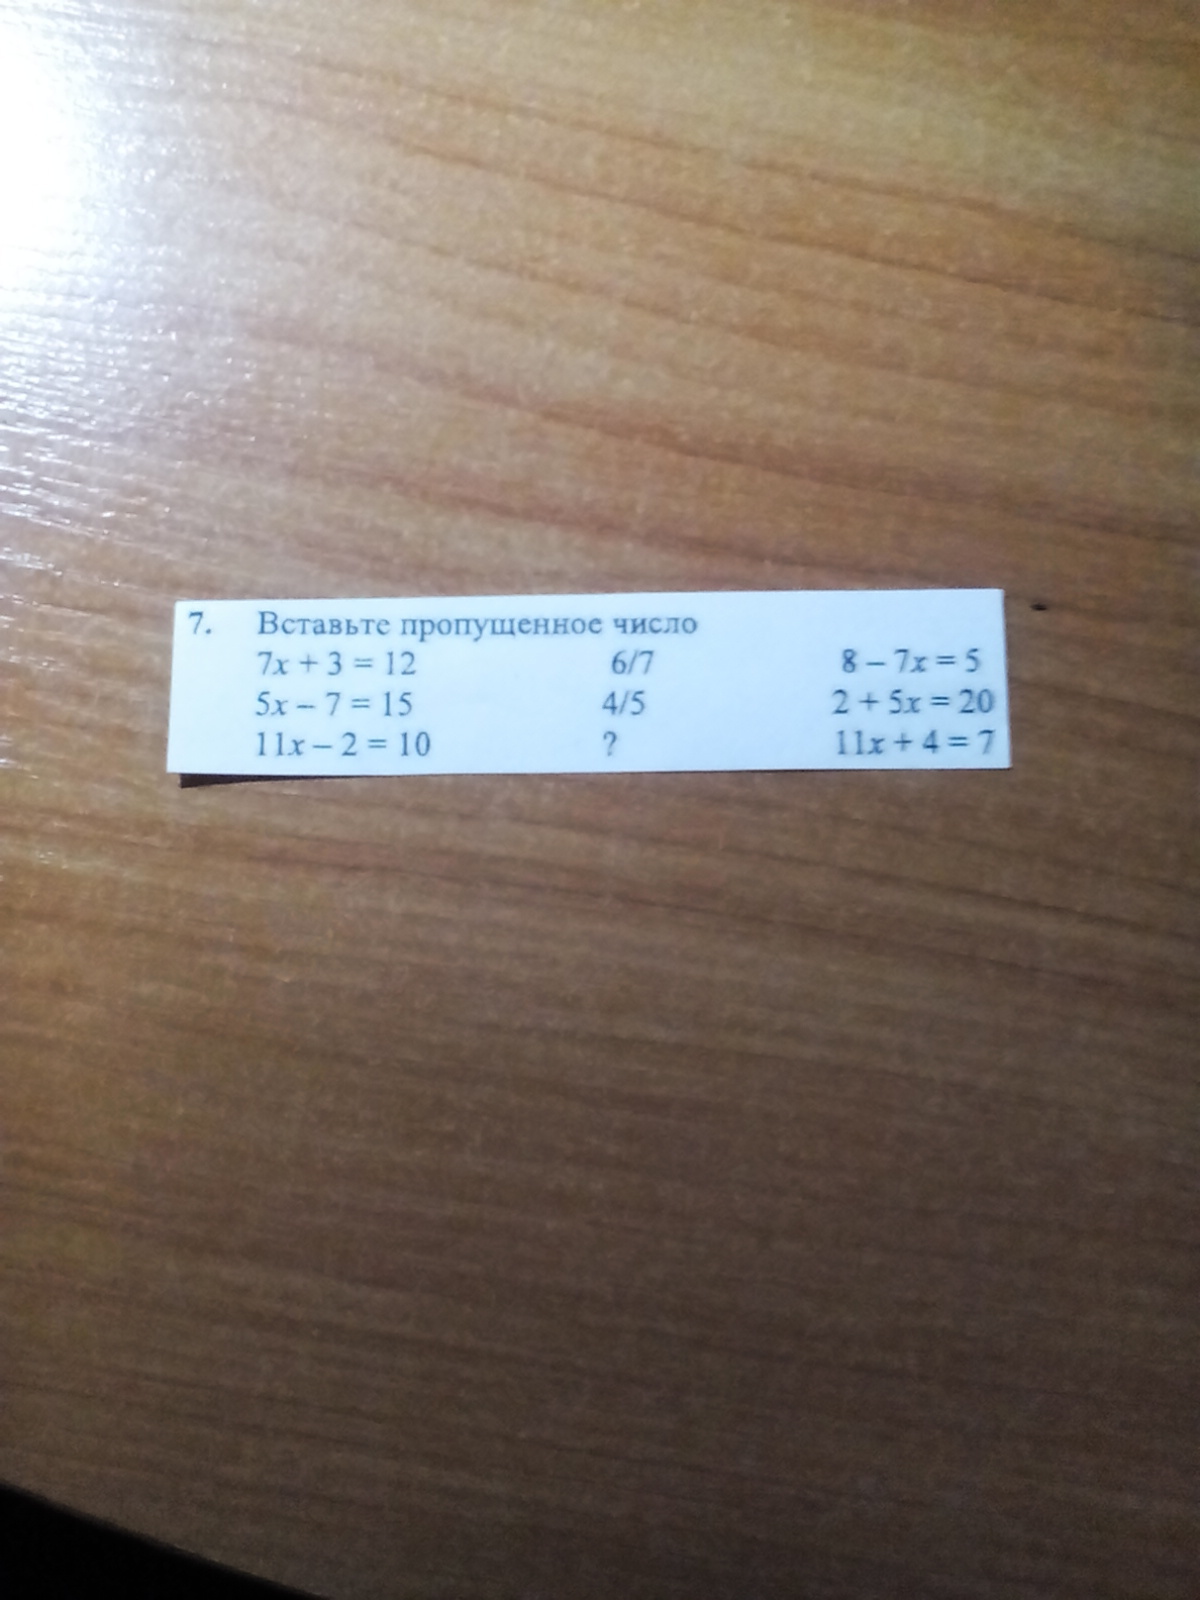 7. Вставьте пропущенное число
7x + 3 = 12 6/7 8 – 7x = 5
5x – 7 = 15 4/5 2 + 5x = 20
11x – 2 = 10 ? 11x + 4 = 7